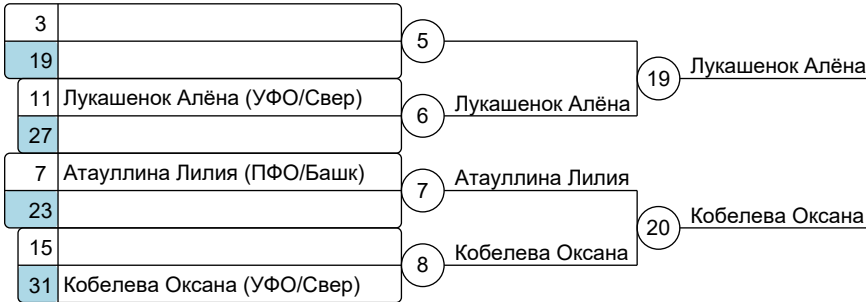 3
19
5
11 Лукашенок Алёна (УФО/Свер)
27
6
Лукашенок Алёна
19
Лукашенок Алёна
7 Атауллина Лилия (ПФО/Башк)
23
7
Атауллина Лилия
15
31 Кобелева Оксана (УФО/Свер)
8
Кобелева Оксана
20
Кобелева Оксана